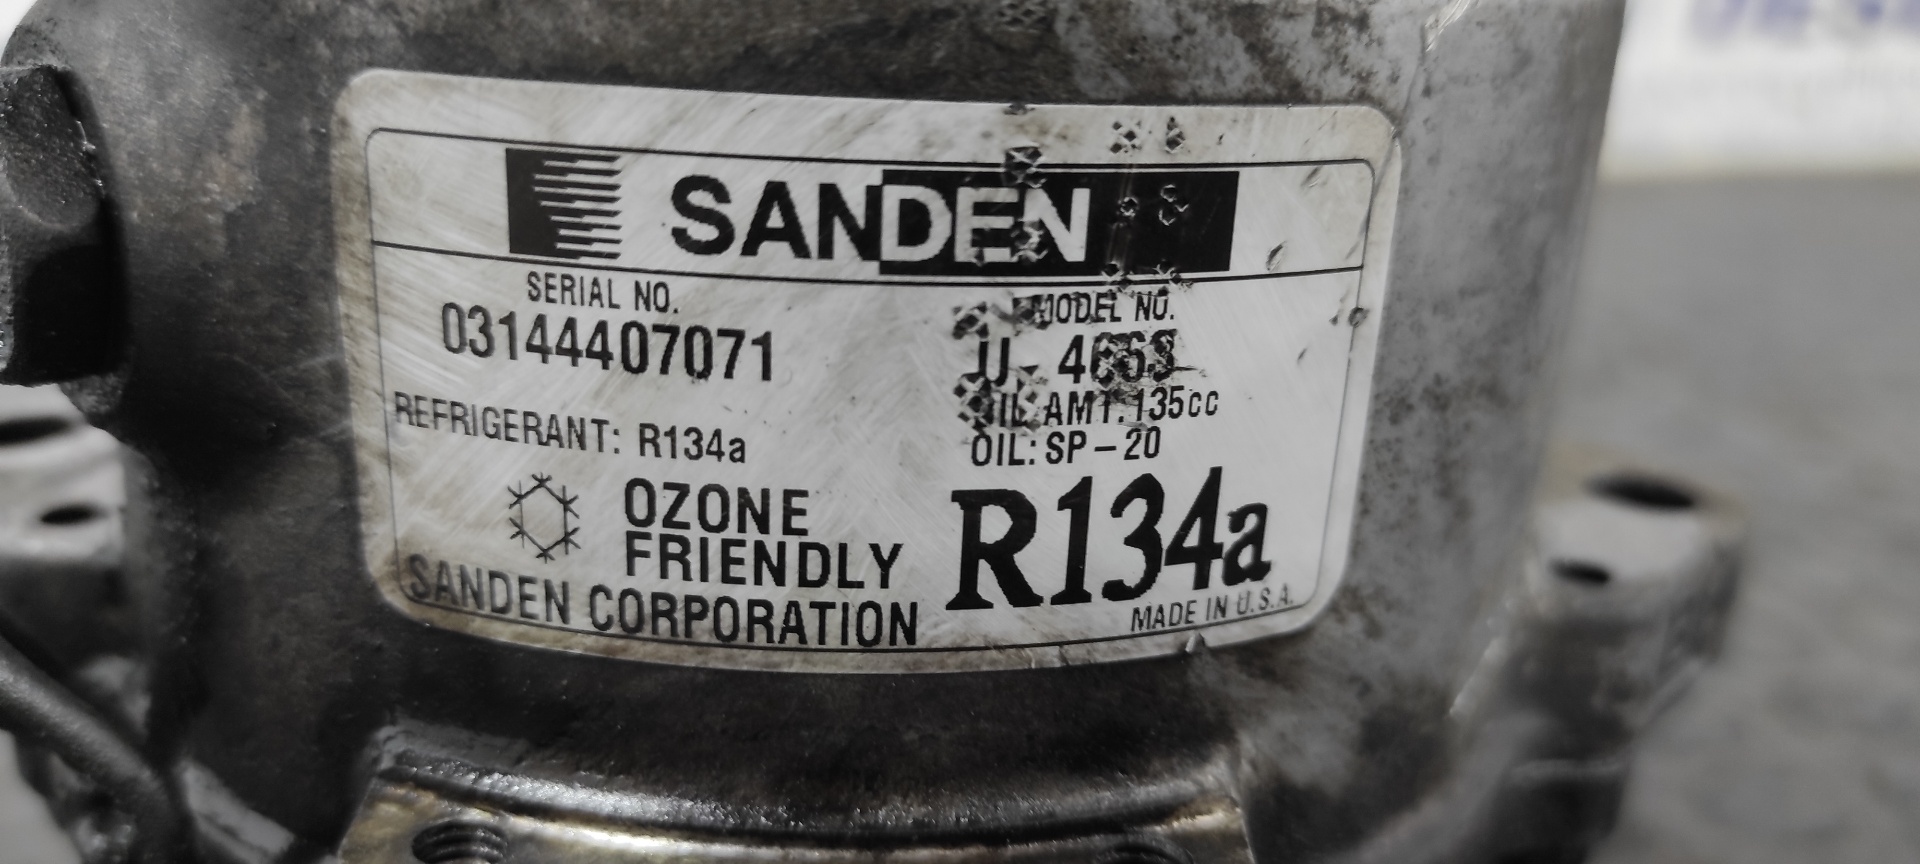 SANDEN
SERIAL NO.
03144407071
MODEL NO.
U-
OIL AMT. 135cc
OIL: SP-20
REFRIGERANT: R134a
OZONE
FRIENDLY
R134a
SANDEN CORPORATION
MADE IN U.S.A.